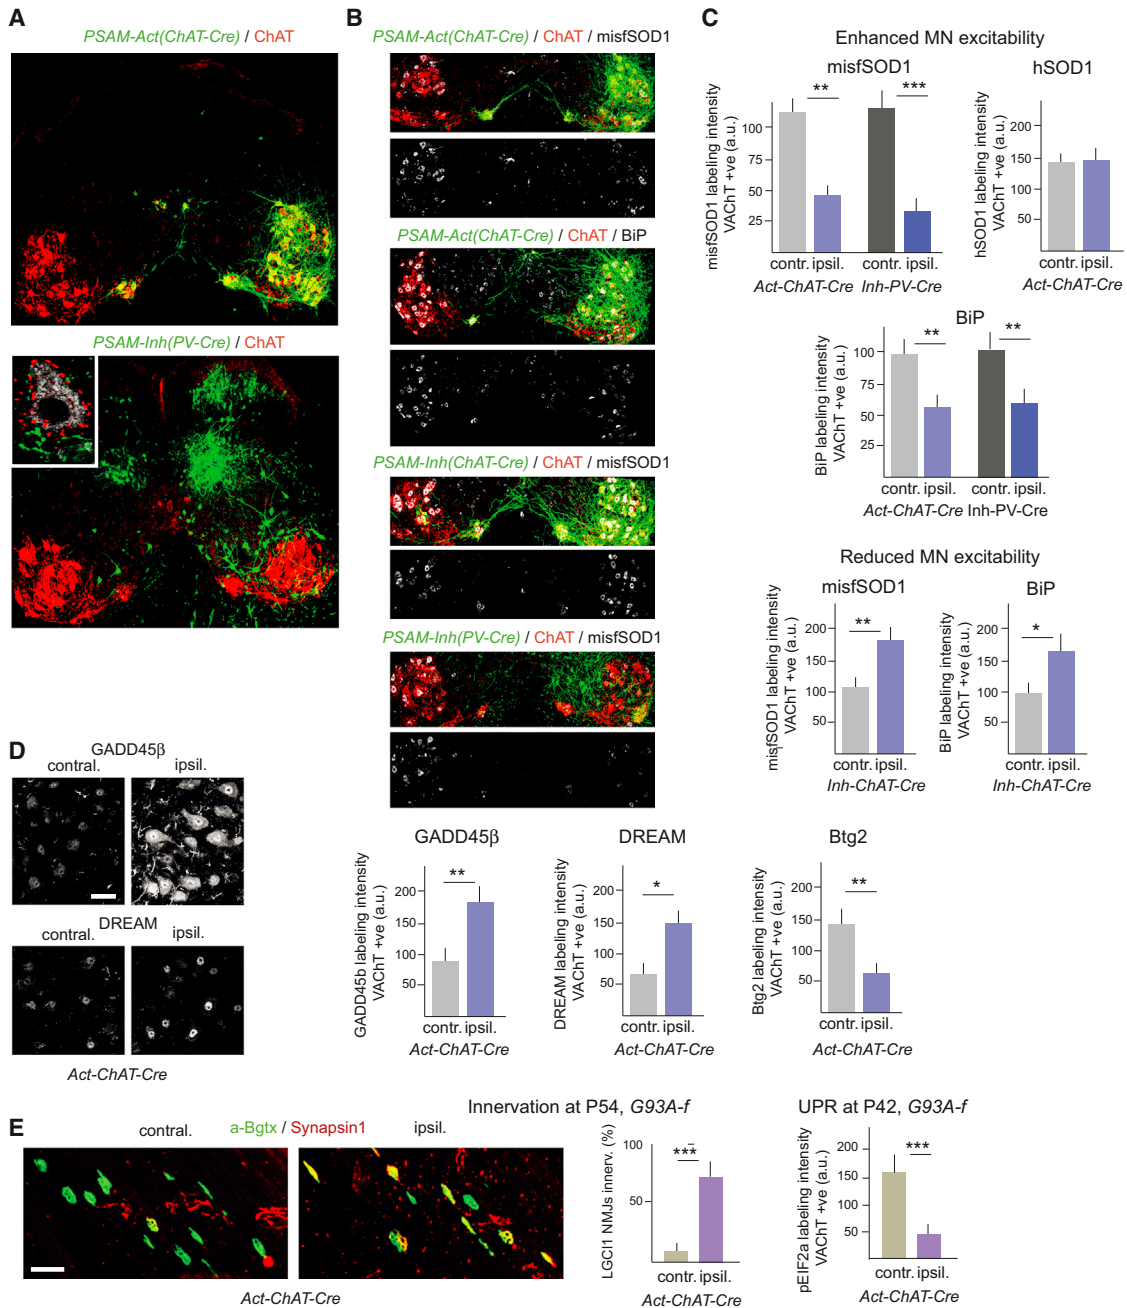 A
PSAM-Act(ChAT-Cre) / ChAT
PSAM-Inh(PV-Cre) / ChAT
B
PSAM-Act(ChAT-Cre) / ChAT / misfSOD1
PSAM-Act(ChAT-Cre) / ChAT / BiP
PSAM-Inh(ChAT-Cre) / ChAT / misfSOD1
PSAM-Inh(PV-Cre) / ChAT / misfSOD1
C
Enhanced MN excitability
misfSOD1
misfSOD1 labeling intensity
VAChT +ve (a.u.)
100
75
50
25
**
***
contr. ipsil.
contr. ipsil.
Act-ChAT-Cre
Inh-PV-Cre
hSOD1
hSOD1 labeling intensity
VAChT +ve (a.u.)
200
150
100
50
contr. ipsil.
Act-ChAT-Cre
BiP
BiP labeling intensity
VAChT +ve (a.u.)
100
75
50
25
**
**
contr. ipsil.
contr. ipsil.
Act-ChAT-Cre
Inh-PV-Cre
Reduced MN excitability
misfSOD1
misfSOD1 labeling intensity
VAChT +ve (a.u.)
200
150
100
50
**
contr. ipsil.
Inh-ChAT-Cre
BiP
BiP labeling intensity
VAChT +ve (a.u.)
200
150
100
50
*
contr. ipsil.
Inh-ChAT-Cre
D
GADD45β
contral.
ipsil.
DREAM
contral.
ipsil.
Act-ChAT-Cre
GADD45β
GADD45b labeling intensity
VAChT +ve (a.u.)
200
150
100
50
**
contr. ipsil.
Act-ChAT-Cre
DREAM
DREAM labeling intensity
VAChT +ve (a.u.)
200
150
100
50
*
contr. ipsil.
Act-ChAT-Cre
Btg2
Btg2 labeling intensity
VAChT +ve (a.u.)
200
150
100
50
**
contr. ipsil.
Act-ChAT-Cre
E
contral.
a-Bgtx / Synapsin1
ipsil.
Act-ChAT-Cre
Innervation at P54, G93A-f
LGCl1 NMJs innerv. (%)
100
50
***
contr. ipsil.
Act-ChAT-Cre
UPR at P42, G93A-f
pEIF2a labeling intensity
VAChT +ve (a.u.)
200
150
100
50
***
contr. ipsil.
Act-ChAT-Cre